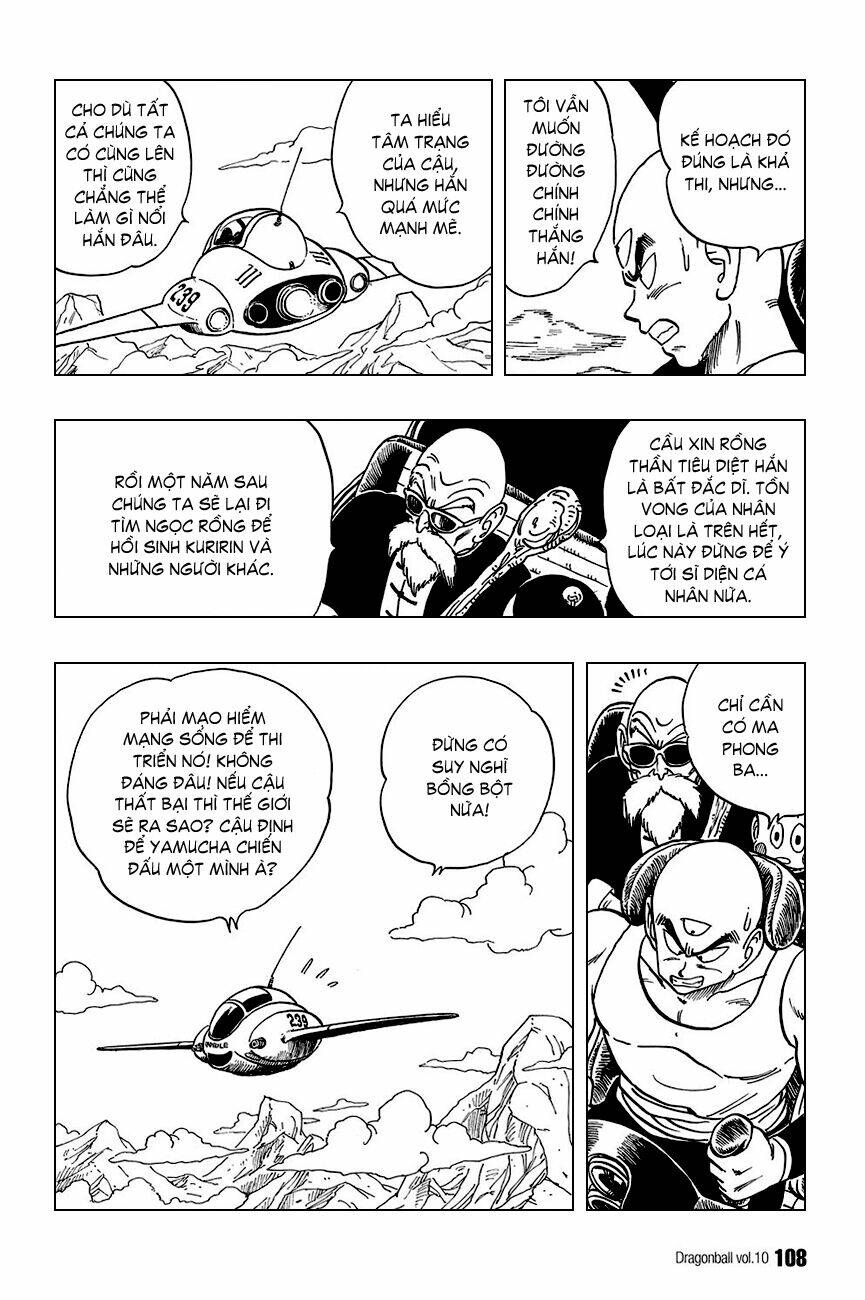 KẾ HOẠCH ĐÓ
ĐÚNG LÀ KHẢ
THI, NHƯNG...
TÔI VẪN
MUỐN
ĐƯỜNG
ĐƯỜNG
CHÍNH
CHÍNH
THẮNG
HẮN!
TA HIỂU
TÂM TRẠNG
CỦA CẬU,
NHƯNG HẮN
QUÁ MỨC
MẠNH MẼ.
CHO DÙ TẤT
CẢ CHÚNG TA
CÓ CÙNG LÊN
THÌ CŨNG
CHẲNG THỂ
LÀM GÌ NỔI
HẮN ĐÂU.
239
CẦU XIN RỒNG
THẦN TIÊU DIỆT HẮN
LÀ BẤT ĐẮC DĨ. TỒN
VONG CỦA NHÂN
LOẠI LÀ TRÊN HẾT,
LÚC NÀY ĐỪNG ĐỂ Ý
TỚI SĨ DIỆN CÁ
NHÂN NỮA.
RỒI MỘT NĂM SAU
CHÚNG TA SẼ LẠI ĐI
TÌM NGỌC RỒNG ĐỂ
HỒI SINH KURIRIN VÀ
NHỮNG NGƯỜI KHÁC.
CHỈ CẦN
CÓ MA
PHONG
BA...
ĐỪNG CÓ
SUY NGHĨ
BỒNG BỘT
NỮA!
PHẢI MẠO HIỂM
MẠNG SỐNG ĐỂ THI
TRIỂN NÓ! KHÔNG
ĐÁNG ĐÂU! NẾU CẬU
THẤT BẠI THÌ THẾ GIỚI
SẼ RA SAO? CẬU ĐỊNH
ĐỂ YAMUCHA CHIẾN
ĐẤU MỘT MÌNH À?
239
Dragonball vol.10 108